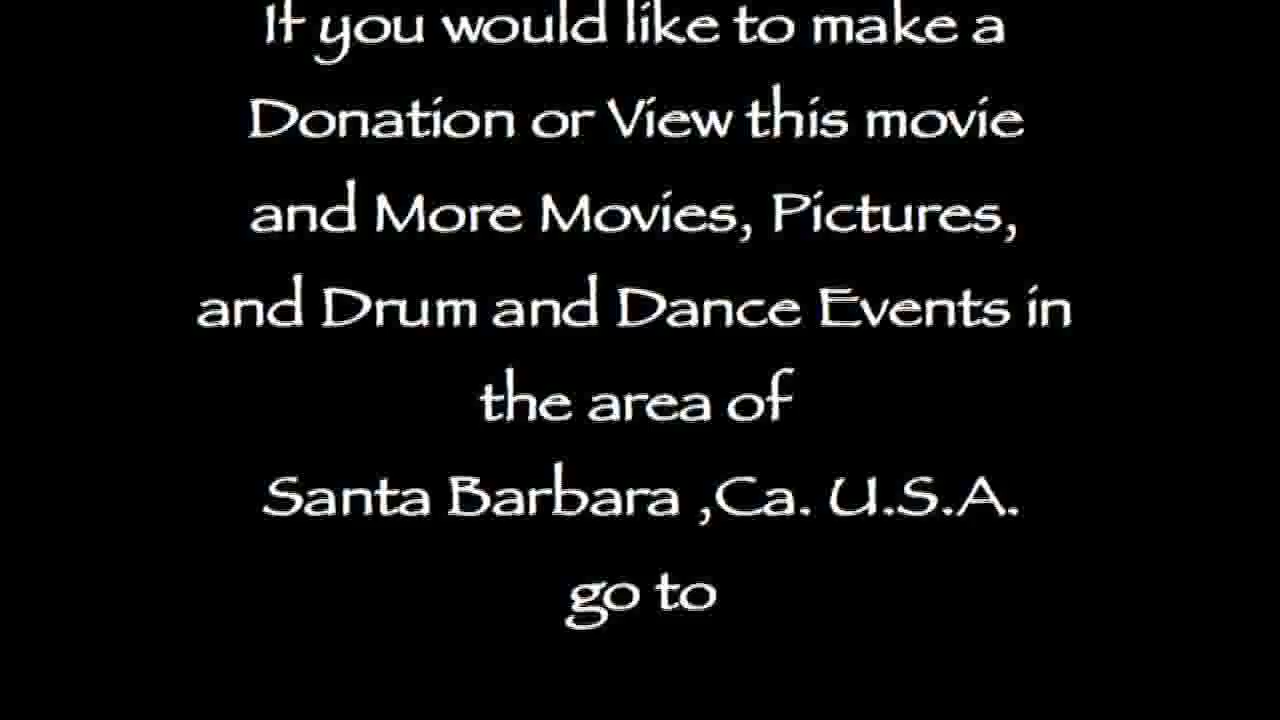 If you would like to make a
Donation or View this movie
and More Movies, Pictures,
and Drum and Dance Events in
the area of
Santa Barbara ,Ca. U.S.A.
go to